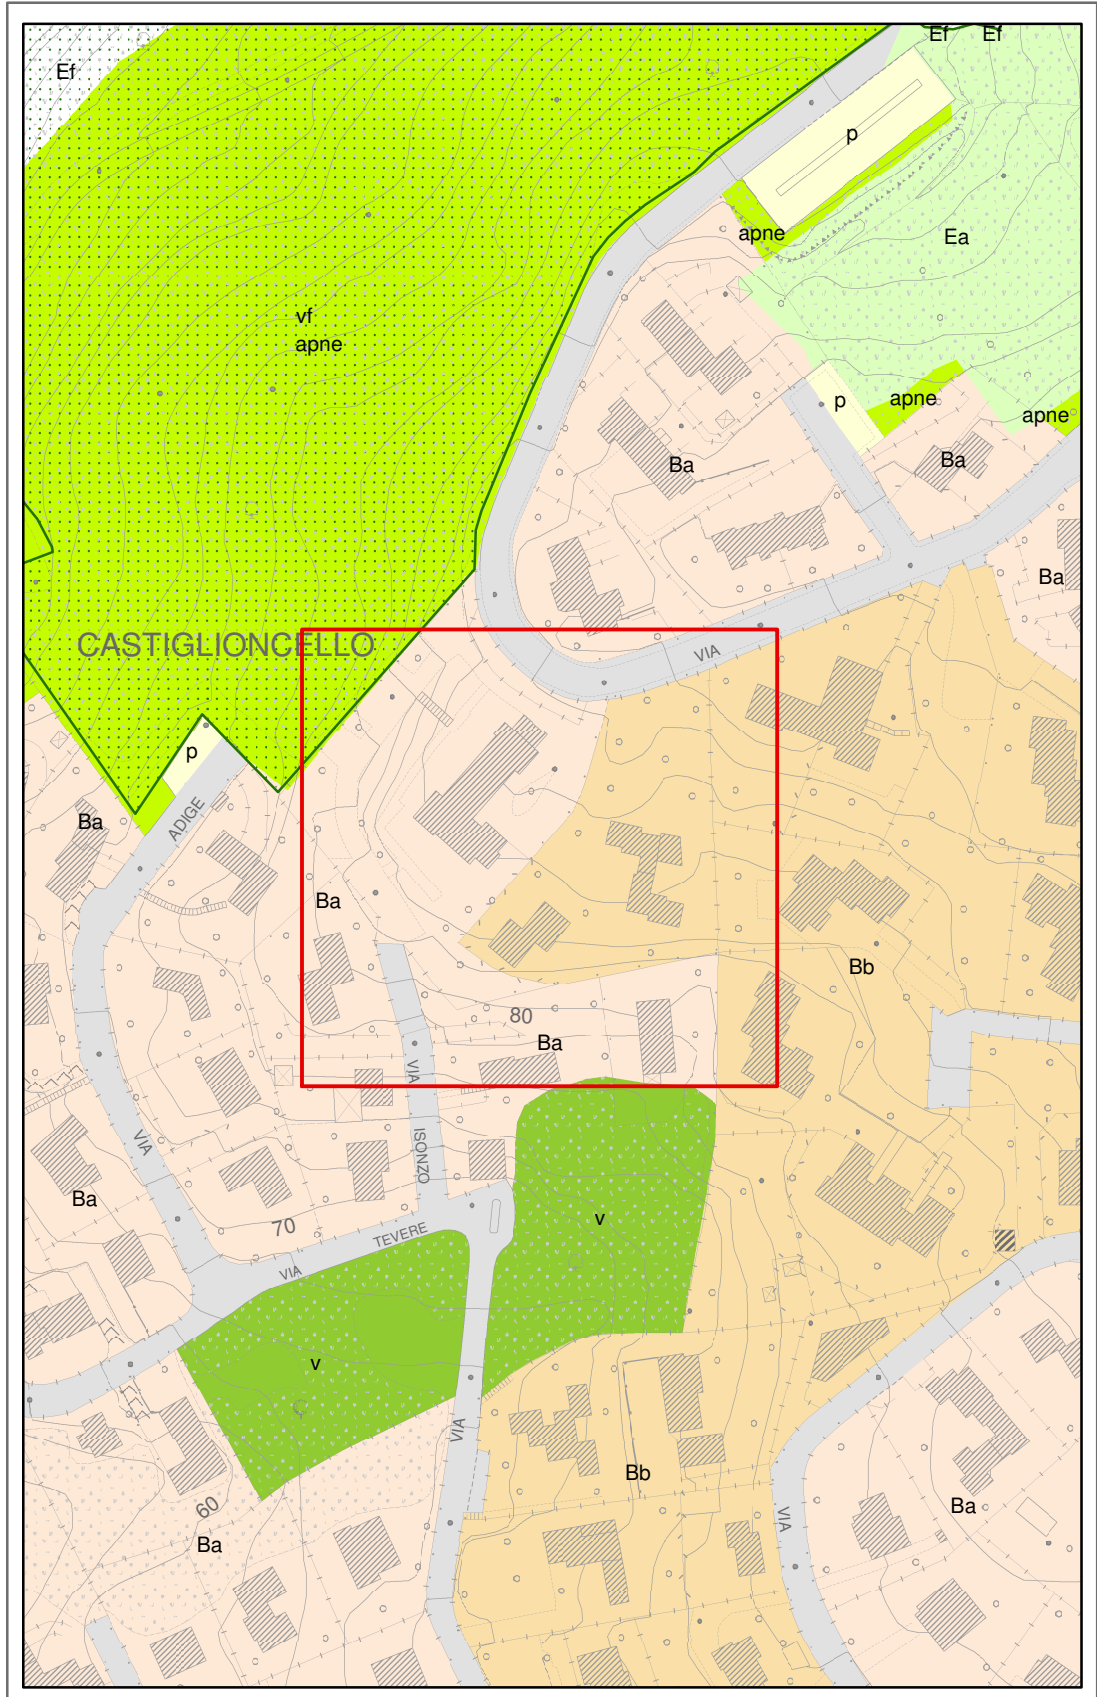 Ef
Ef
Ef
p
apne
Ea
vf
apne
p
apne
apne
Ba
Ba
Ba
CASTIGLIONCELLO
VIA
p
ADIGE
Ba
Ba
Bb
80
Ba
VIA
VIA
ISONZO
Ba
v
70
TEVERE
VIA
v
VIA
Bb
Ba
60
VIA
Ba